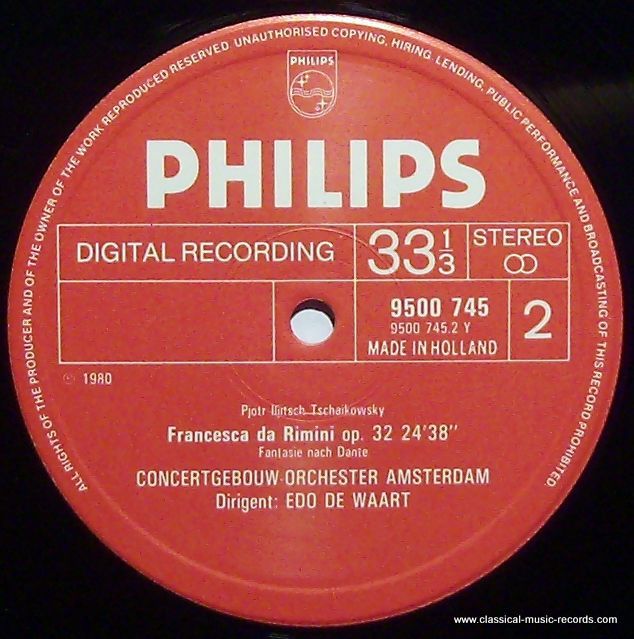 ALL RIGHTS OF THE PRODUCER AND OF THE OWNER OF THE WORK REPRODUCED RESERVED UNAUTHORISED COPYING, HIRING, LENDING, PUBLIC PERFORMANCE AND BROADCASTING OF THIS RECORD PROHIBITED
PHILIPS
PHILIPS
DIGITAL RECORDING
33 1/3
STEREO
9500 745
9500 745.2 Y
MADE IN HOLLAND
2
℗ 1980
Pjotr Iljitsch Tschaikowsky
Francesca da Rimini op. 32 24'38"
Fantasie nach Dante
CONCERTGEBOUW-ORCHESTER AMSTERDAM
Dirigent: EDO DE WAART
www.classical-music-records.com